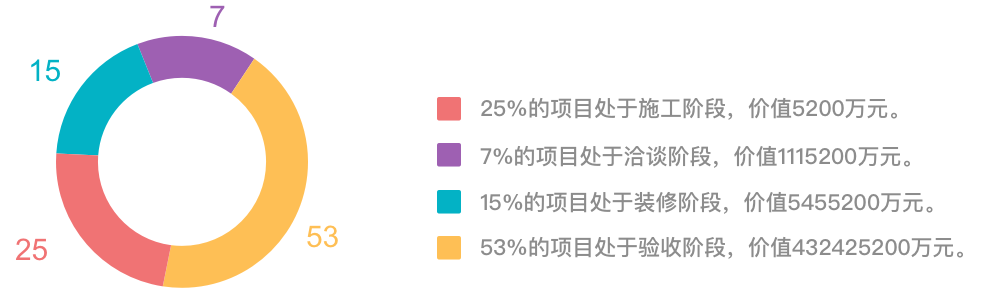 7
15
25%的项目处于施工阶段，价值5200万元。
7%的项目处于洽谈阶段，价值1115200万元。
15%的项目处于装修阶段，价值5455200万元。
53
25
53%的项目处于验收阶段，价值432425200万元。